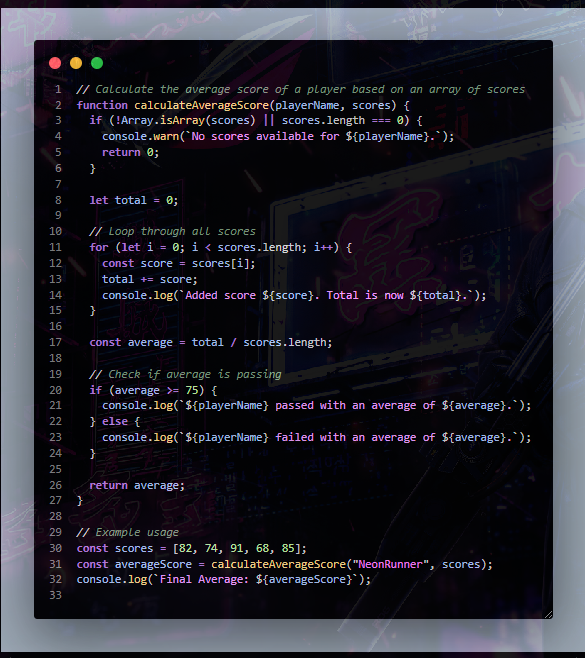 1 // Calculate the average score of a player based on an array of scores
2 function calculateAverageScore(playerName, scores) {
3   if (!Array.isArray(scores) || scores.length === 0) {
4     console.warn(`No scores available for ${playerName}.`);
5     return 0;
6   }
7
8   let total = 0;
9
10   // Loop through all scores
11   for (let i = 0; i < scores.length; i++) {
12     const score = scores[i];
13     total += score;
14     console.log(`Added score ${score}. Total is now ${total}.`);
15   }
16
17   const average = total / scores.length;
18
19   // Check if average is passing
20   if (average >= 75) {
21     console.log(`${playerName} passed with an average of ${average}.`);
22   } else {
23     console.log(`${playerName} failed with an average of ${average}.`);
24   }
25
26   return average;
27 }
28
29 // Example usage
30 const scores = [82, 74, 91, 68, 85];
31 const averageScore = calculateAverageScore("NeonRunner", scores);
32 console.log(`Final Average: ${averageScore}`);
33